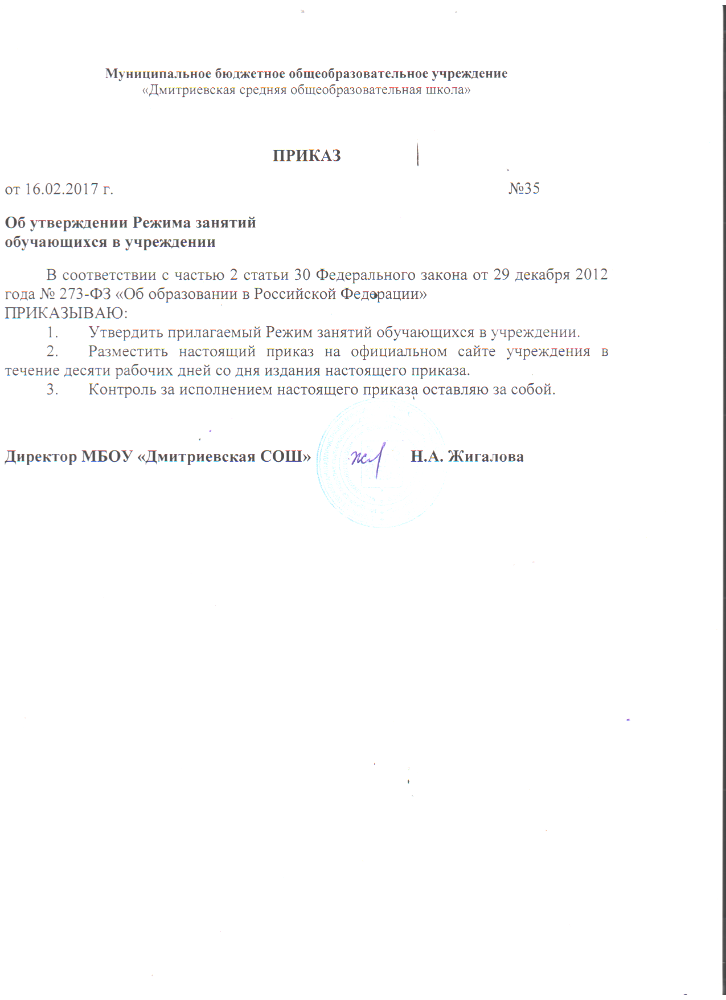 Муниципальное бюджетное общеобразовательное учреждение
«Дмитриевская средняя общеобразовательная школа»
ПРИКАЗ
от 16.02.2017 г. №35
Об утверждении Режима занятий
обучающихся в учреждении
В соответствии с частью 2 статьи 30 Федерального закона от 29 декабря 2012
года № 273-ФЗ «Об образовании в Российской Федерации»
ПРИКАЗЫВАЮ:
1. Утвердить прилагаемый Режим занятий обучающихся в учреждении.
2. Разместить настоящий приказ на официальном сайте учреждения в
течение десяти рабочих дней со дня издания настоящего приказа.
3. Контроль за исполнением настоящего приказа оставляю за собой.
Директор МБОУ «Дмитриевская СОШ» Н.А. Жигалова